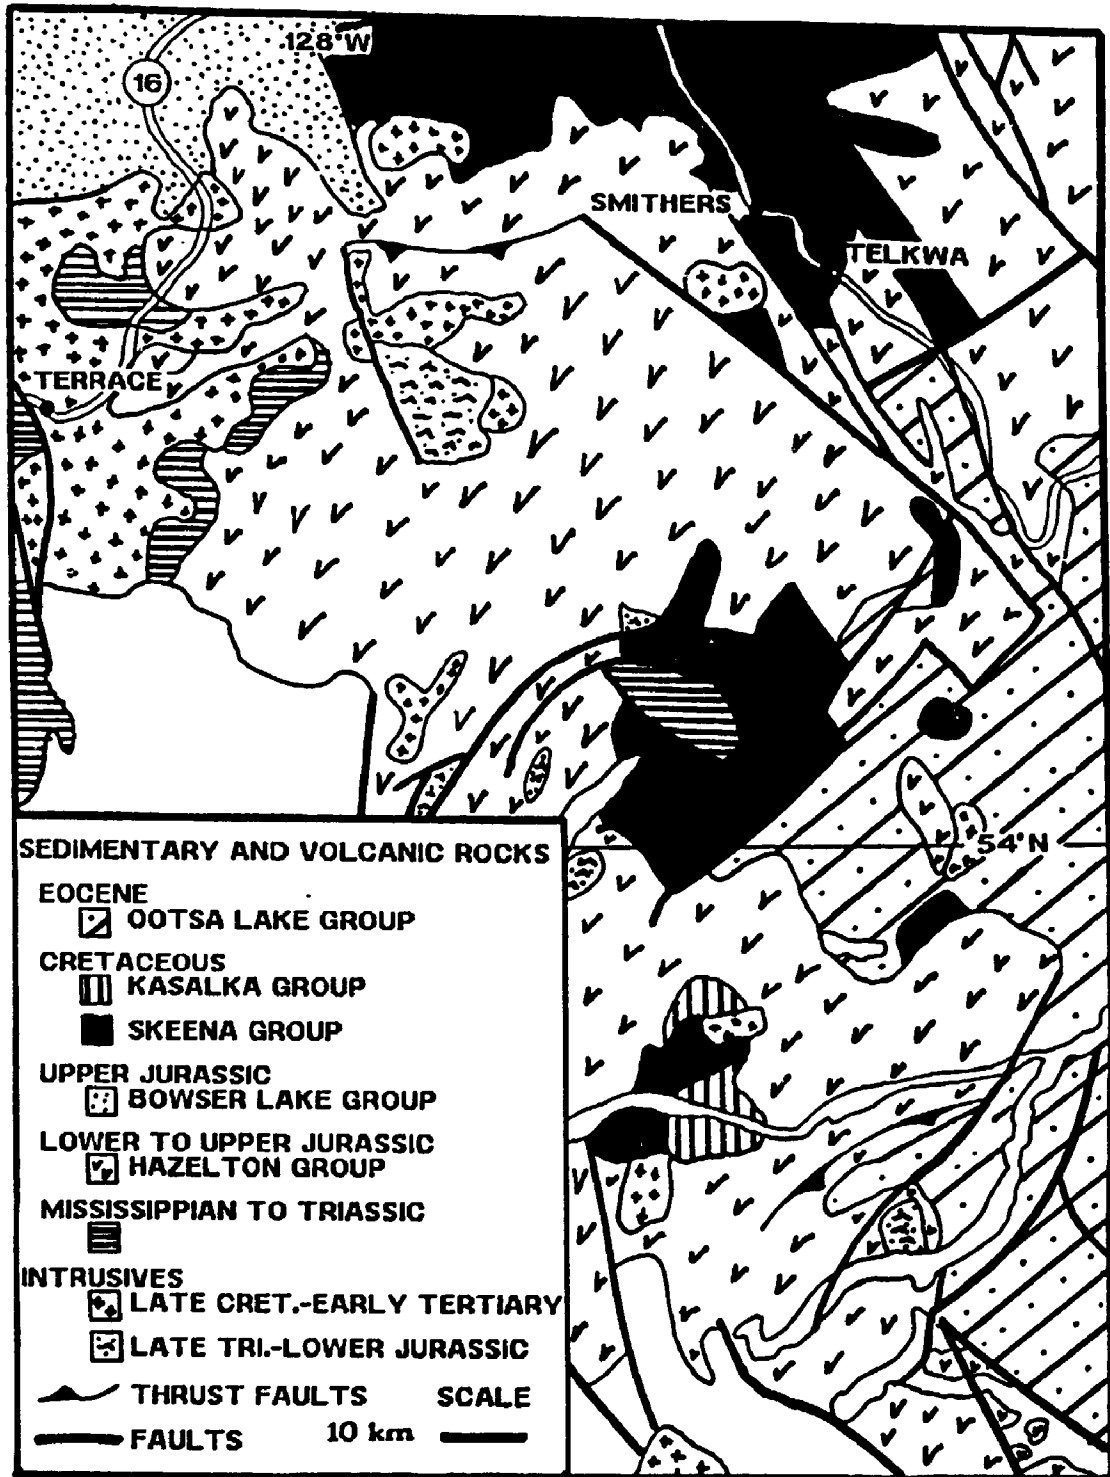 128°W
16
SMITHERS
TELKWA
TERRACE
54°N
SEDIMENTARY AND VOLCANIC ROCKS
EOCENE
OOTSA LAKE GROUP
CRETACEOUS
KASALKA GROUP
SKEENA GROUP
UPPER JURASSIC
BOWSER LAKE GROUP
LOWER TO UPPER JURASSIC
HAZELTON GROUP
MISSISSIPPIAN TO TRIASSIC
INTRUSIVES
LATE CRET.-EARLY TERTIARY
LATE TRI.-LOWER JURASSIC
THRUST FAULTS SCALE
FAULTS 10 km